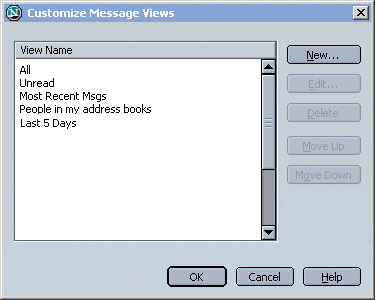 Customize Message Views
View Name
All
Unread
Most Recent Msgs
People in my address books
Last 5 Days
New...
Edit...
Delete
Move Up
Move Down
OK
Cancel
Help